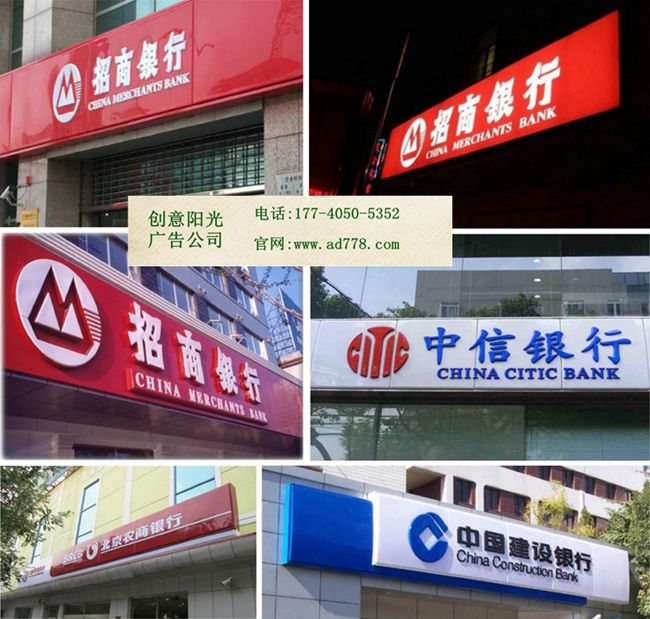 招商银行
CHINA MERCHANTS BANK
招商银行
CHINA MERCHANTS BANK
创意阳光
广告公司
电话:177-4050-5352
官网:www.ad778.com
招商银行
CHINA MERCHANTS BANK
CITIC
中信银行
CHINA CITIC BANK
BRCB
北京农商银行
中国建设银行
China Construction Bank